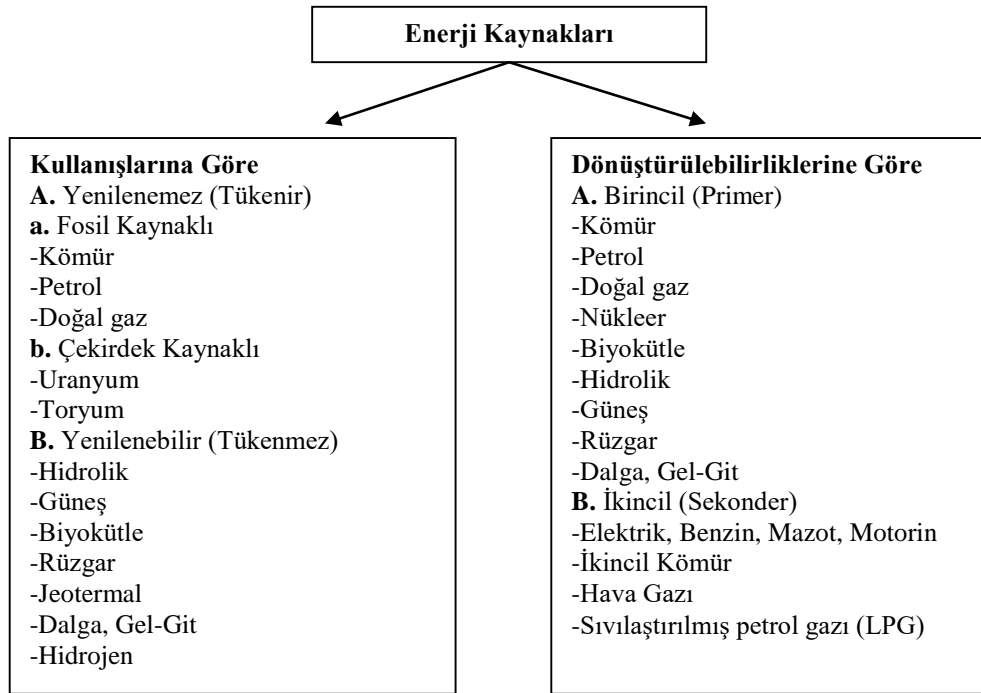 Enerji Kaynakları
Kullanışlarına Göre
A. Yenilenemez (Tükenir)
a. Fosil Kaynaklı
-Kömür
-Petrol
-Doğal gaz
b. Çekirdek Kaynaklı
-Uranyum
-Toryum
B. Yenilenebilir (Tükenmez)
-Hidrolik
-Güneş
-Biyokütle
-Rüzgar
-Jeotermal
-Dalga, Gel-Git
-Hidrojen
Dönüştürülebilirliklerine Göre
A. Birincil (Primer)
-Kömür
-Petrol
-Doğal gaz
-Nükleer
-Biyokütle
-Hidrolik
-Güneş
-Rüzgar
-Dalga, Gel-Git
B. İkincil (Sekonder)
-Elektrik, Benzin, Mazot, Motorin
-İkincil Kömür
-Hava Gazı
-Sıvılaştırılmış petrol gazı (LPG)